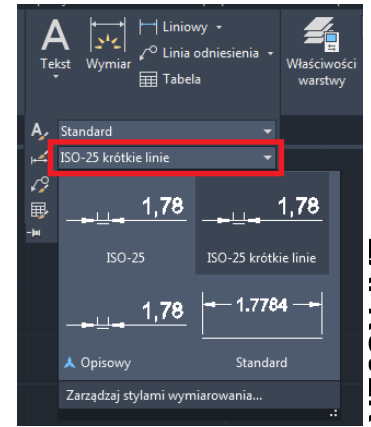 Tekst
Wymiar
Liniowy
Linia odniesienia
Tabela
Właściwości
warstwy
Standard
ISO-25 krótkie linie
1,78
1,78
ISO-25
ISO-25 krótkie linie
1,78
1.7784
Opisowy
Standard
Zarządzaj stylami wymiarowania...